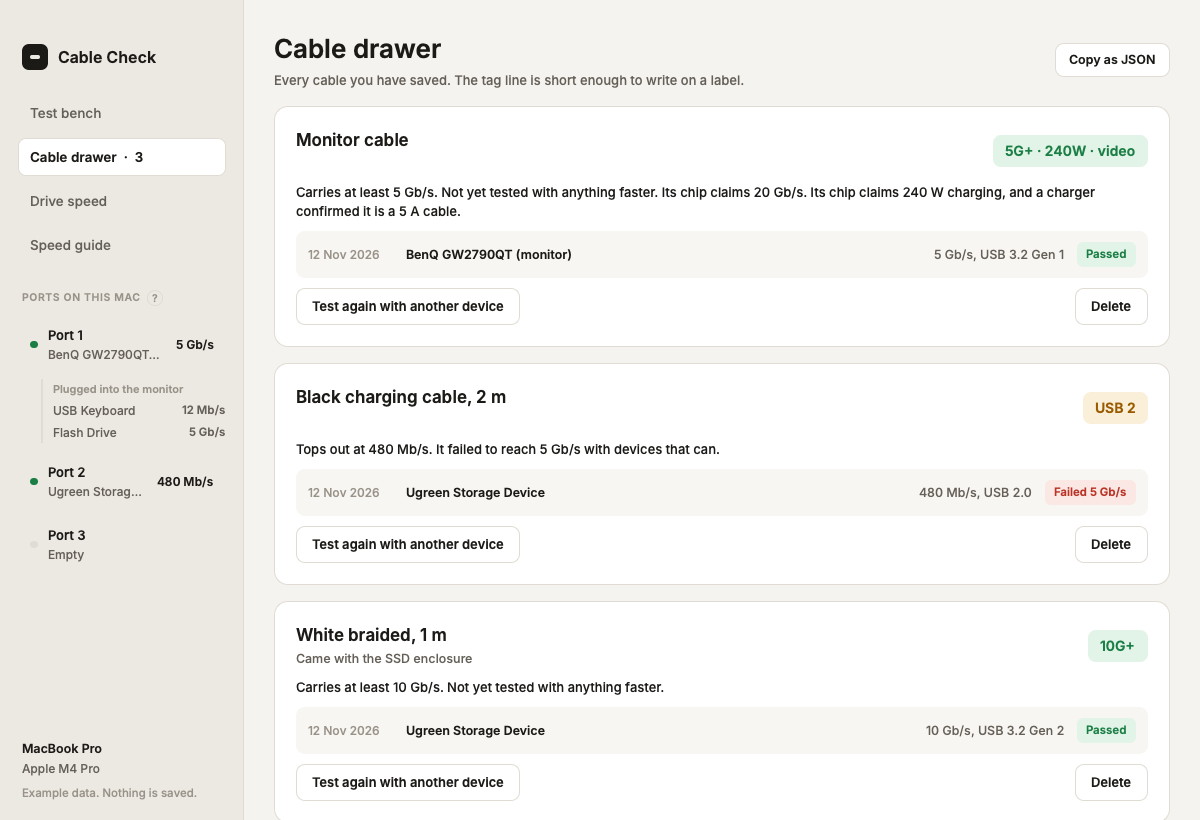 Cable Check
Test bench
Cable drawer · 3
Drive speed
Speed guide
PORTS ON THIS MAC ?
Port 1
BenQ GW2790QT...
5 Gb/s
Plugged into the monitor
USB Keyboard 12 Mb/s
Flash Drive 5 Gb/s
Port 2
Ugreen Storag...
480 Mb/s
Port 3
Empty
MacBook Pro
Apple M4 Pro
Example data. Nothing is saved.
Cable drawer
Every cable you have saved. The tag line is short enough to write on a label.
Copy as JSON
Monitor cable
5G+ · 240W · video
Carries at least 5 Gb/s. Not yet tested with anything faster. Its chip claims 20 Gb/s. Its chip claims 240 W charging, and a charger
confirmed it is a 5 A cable.
12 Nov 2026 BenQ GW2790QT (monitor) 5 Gb/s, USB 3.2 Gen 1 Passed
Test again with another device Delete
Black charging cable, 2 m
USB 2
Tops out at 480 Mb/s. It failed to reach 5 Gb/s with devices that can.
12 Nov 2026 Ugreen Storage Device 480 Mb/s, USB 2.0 Failed 5 Gb/s
Test again with another device Delete
White braided, 1 m
Came with the SSD enclosure
10G+
Carries at least 10 Gb/s. Not yet tested with anything faster.
12 Nov 2026 Ugreen Storage Device 10 Gb/s, USB 3.2 Gen 2 Passed
Test again with another device Delete